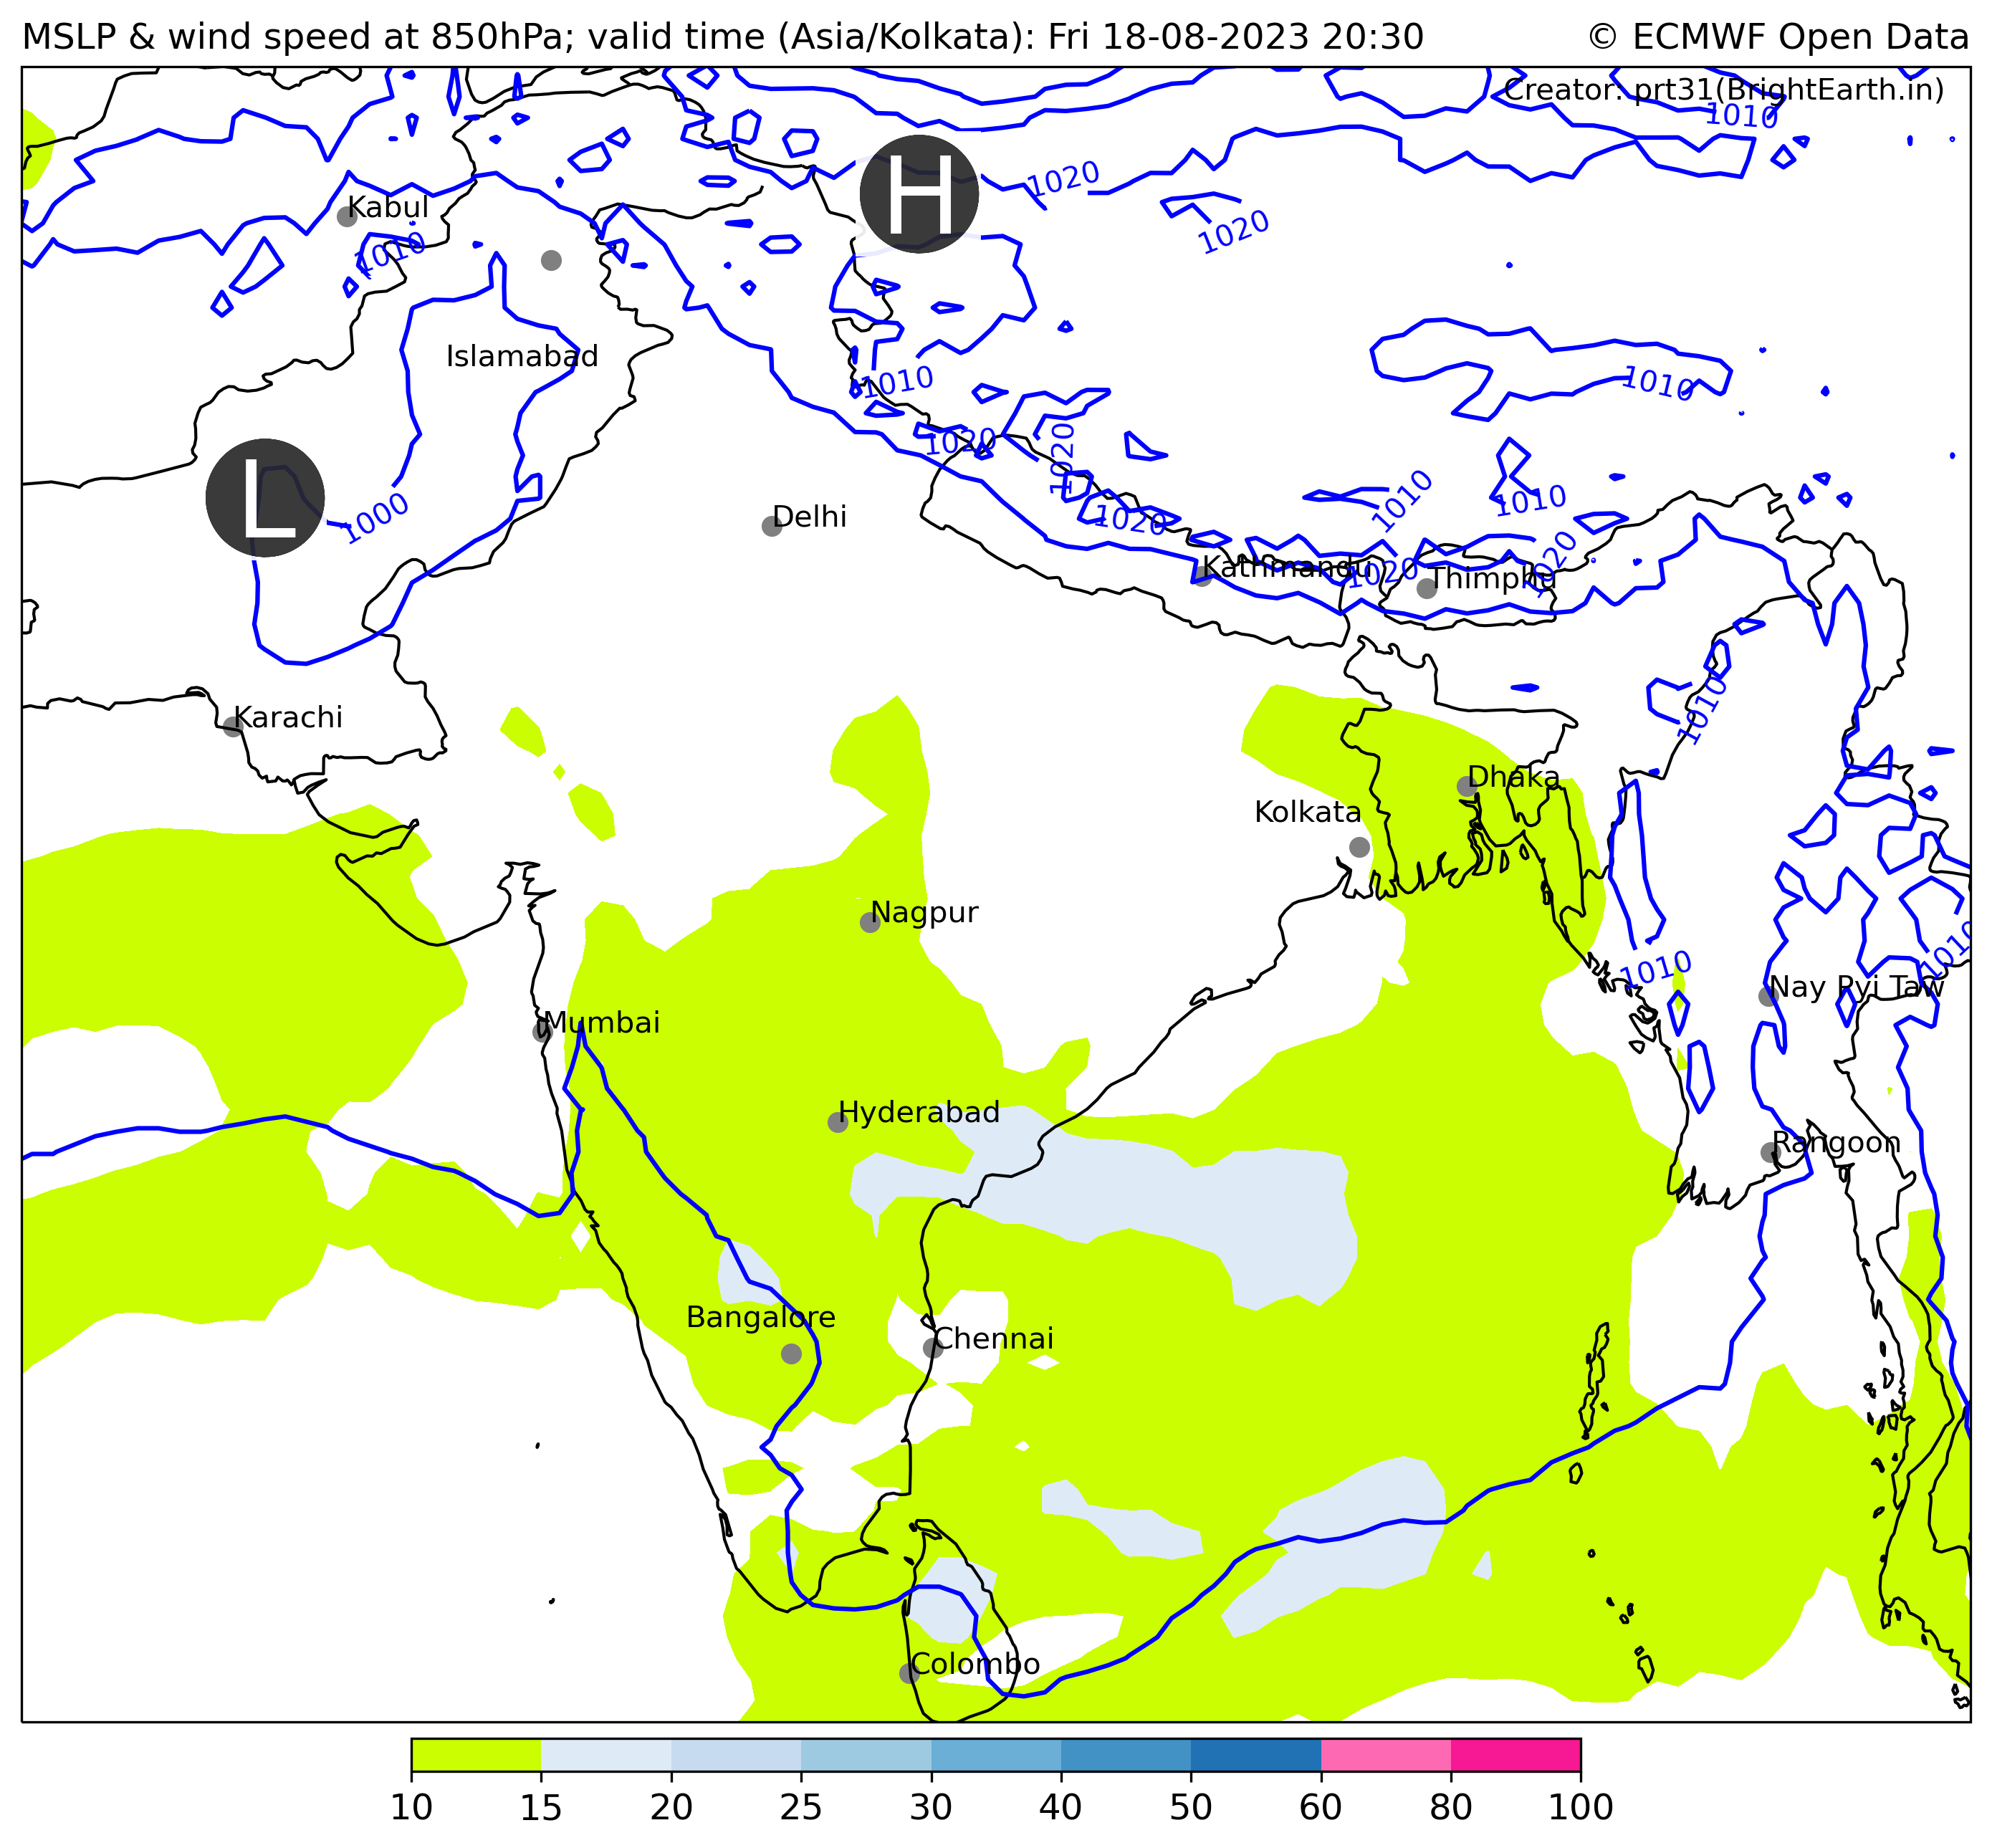 MSLP & wind speed at 850hPa; valid time (Asia/Kolkata): Fri 18-08-2023 20:30
© ECMWF Open Data
Creator: prt31(BrightEarth.in)
1010
H
1020
1020
Kabul
1010
Islamabad
1010
1010
1020
1020
L
1000
Delhi
1010
1010
1020
Kathmandu
1020
1020
Thimphu
1010
Karachi
Dhaka
Kolkata
Nagpur
1010
1010
Nay Pyi Taw
Mumbai
Hyderabad
Rangoon
Bangalore
Chennai
Colombo
10 15 20 25 30 40 50 60 80 100